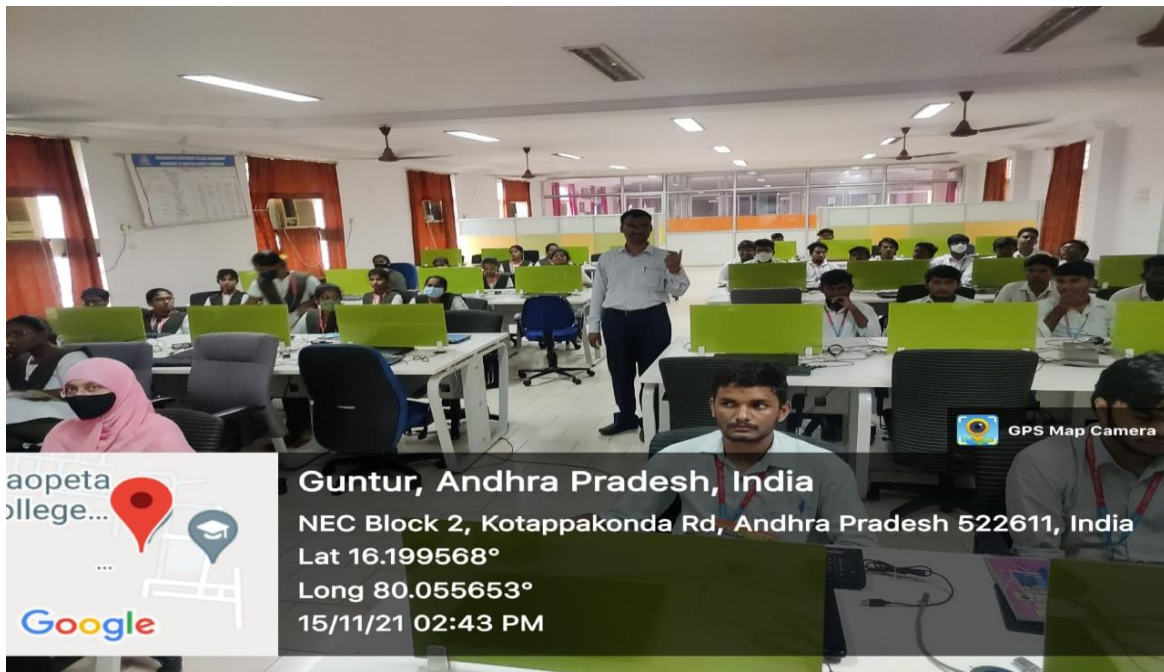 GPS Map Camera
aopeta
ollege...
...
Google
Guntur, Andhra Pradesh, India
NEC Block 2, Kotappakonda Rd, Andhra Pradesh 522611, India
Lat 16.199568°
Long 80.055653°
15/11/21 02:43 PM